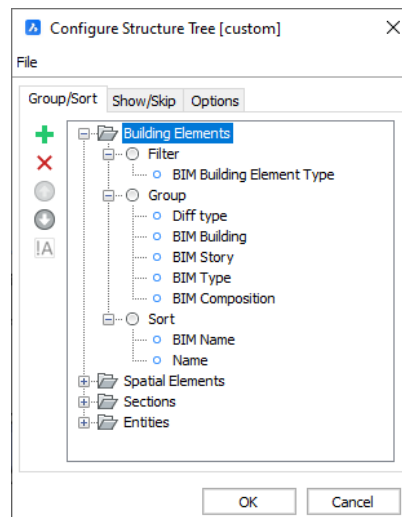 Configure Structure Tree [custom]
File
Group/Sort Show/Skip Options
Building Elements
Filter
BIM Building Element Type
Group
Diff type
BIM Building
BIM Story
BIM Type
BIM Composition
Sort
BIM Name
Name
Spatial Elements
Sections
Entities
!A
OK Cancel